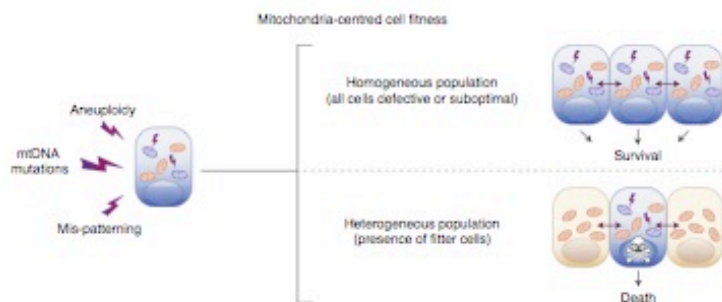 Mitochondria-centred cell fitness
Aneuploidy
mtDNA
mutations
Mis-patterning
Homogeneous population
(all cells defective or suboptimal)
Survival
Heterogeneous population
(presence of fitter cells)
Death